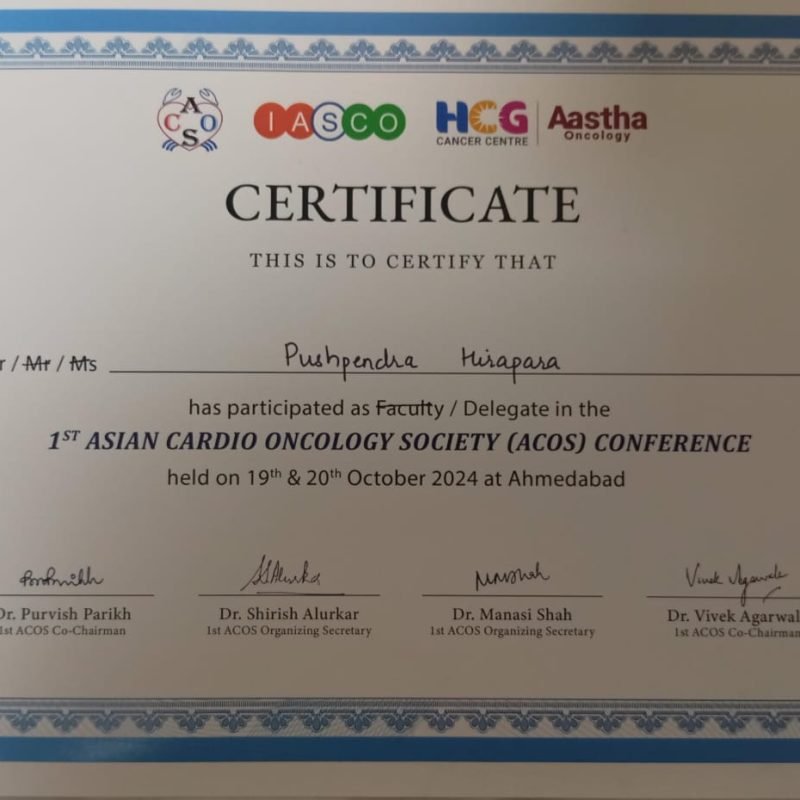 A
C O
S
IASCO
HCG Aastha
CANCER CENTRE Oncology
CERTIFICATE
THIS IS TO CERTIFY THAT
r / Mr / Ms Pushpendra Hirapara
has participated as Faculty / Delegate in the
1ST ASIAN CARDIO ONCOLOGY SOCIETY (ACOS) CONFERENCE
held on 19th & 20th October 2024 at Ahmedabad
Vivek Agarwal
Dr. Purvish Parikh Dr. Shirish Alurkar Dr. Manasi Shah Dr. Vivek Agarwal
1st ACOS Co-Chairman 1st ACOS Organizing Secretary 1st ACOS Organizing Secretary 1st ACOS Co-Chairman